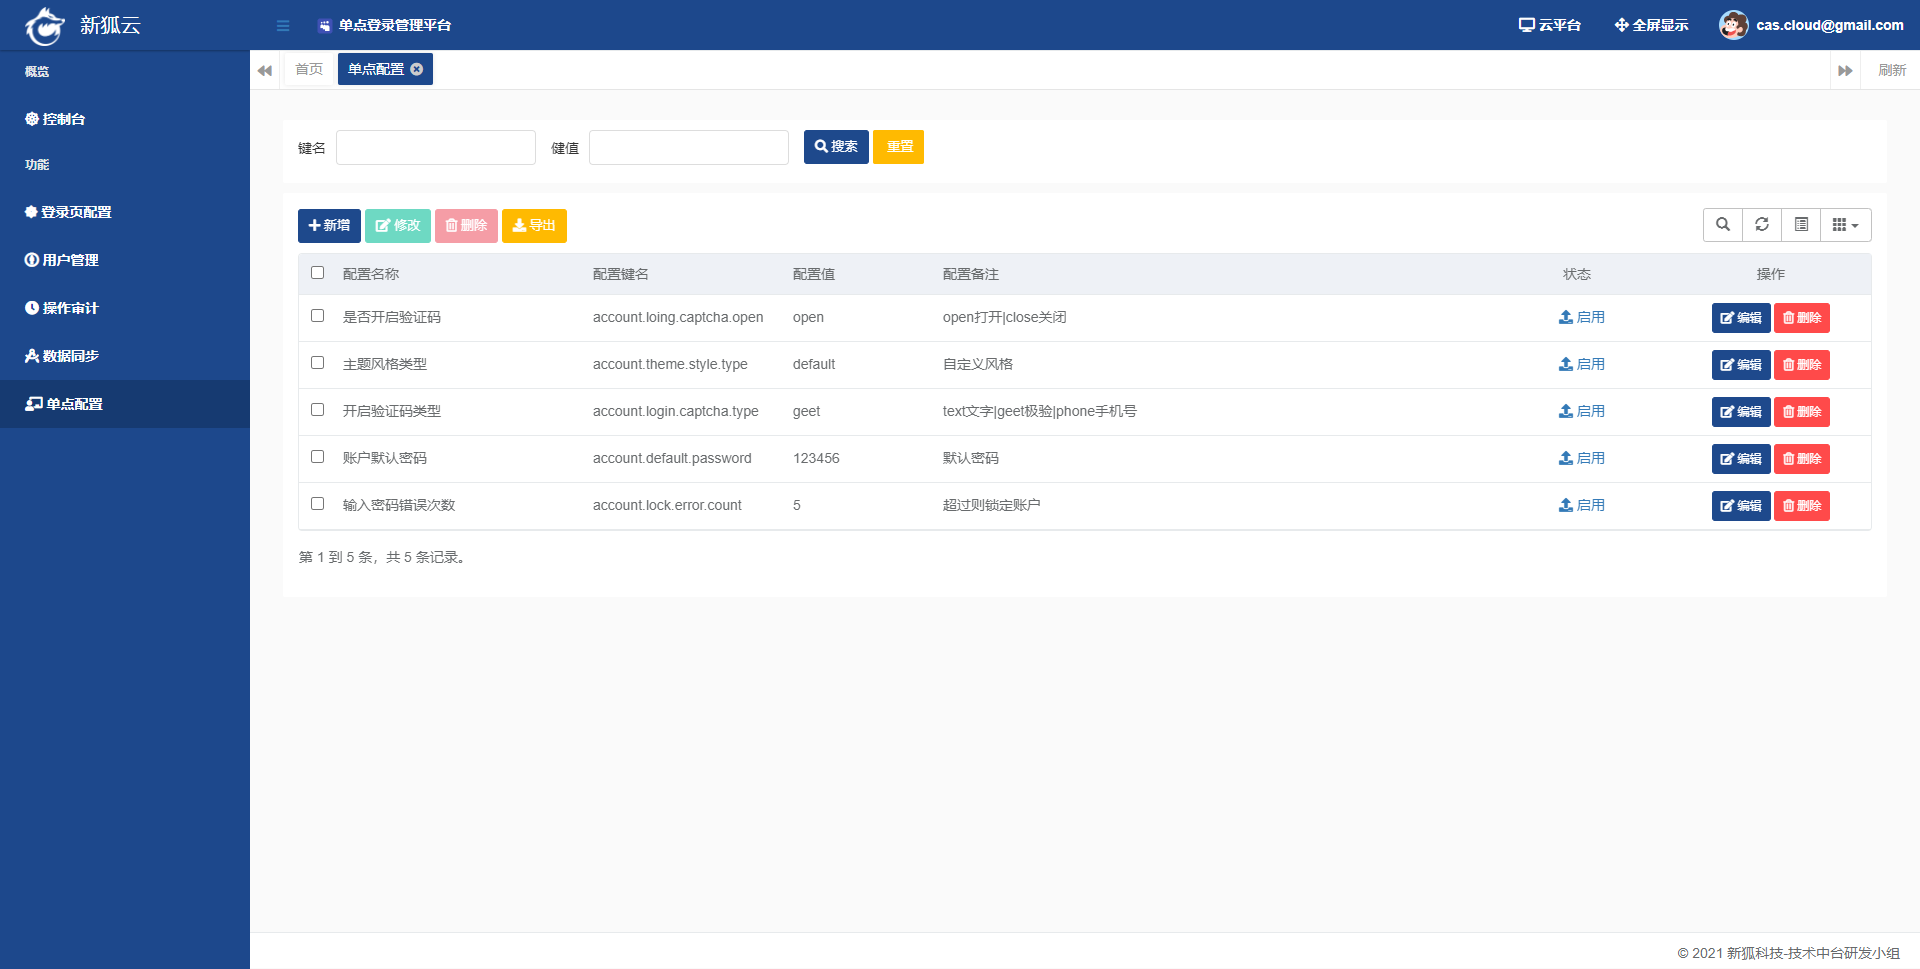 新狐云
单点登录管理平台
云平台
全屏显示
cas.cloud@gmail.com
概览
控制台
功能
登录页配置
用户管理
操作审计
数据同步
单点配置
首页
单点配置
刷新
键名
健值
搜索
重置
新增
修改
删除
导出
配置名称 配置键名 配置值 配置备注 状态 操作
是否开启验证码 account.loing.captcha.open open open打开|close关闭 启用 编辑 删除
主题风格类型 account.theme.style.type default 自定义风格 启用 编辑 删除
开启验证码类型 account.login.captcha.type geet text文字|geet极验|phone手机号 启用 编辑 删除
账户默认密码 account.default.password 123456 默认密码 启用 编辑 删除
输入密码错误次数 account.lock.error.count 5 超过则锁定账户 启用 编辑 删除
第 1 到 5 条，共 5 条记录。
© 2021 新狐科技-技术中台研发小组